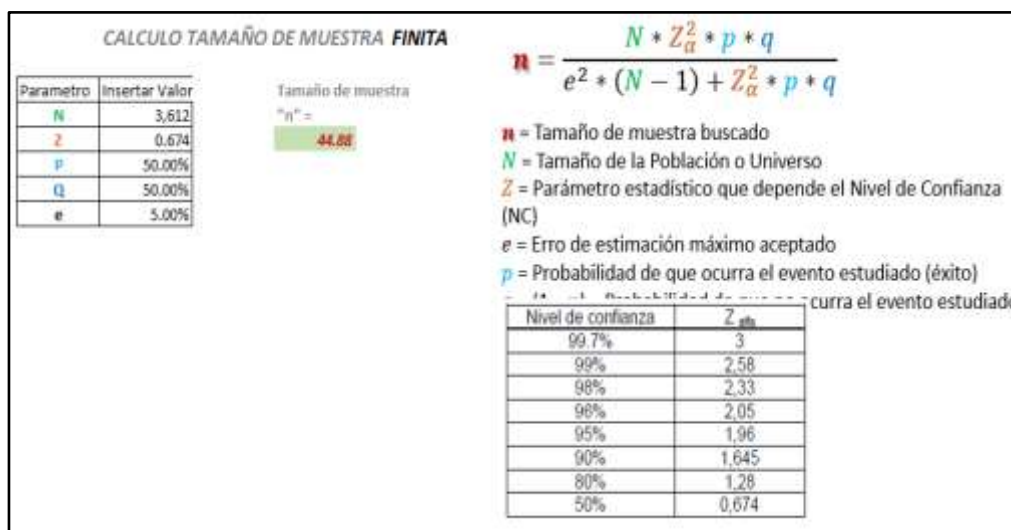 CALCULO TAMAÑO DE MUESTRA FINITA
Parametro Insertar Valor
N 3,612
Z 0.674
P 50.00%
Q 50.00%
e 5.00%
Tamaño de muestra
"n" =
44.88
n = N * Z²α * p * q / e² * (N − 1) + Z²α * p * q
n = Tamaño de muestra buscado
N = Tamaño de la Población o Universo
Z = Parámetro estadístico que depende el Nivel de Confianza
(NC)
e = Erro de estimación máximo aceptado
p = Probabilidad de que ocurra el evento estudiado (éxito)
curra el evento estudiado
Nivel de confianza Z alfa
99.7% 3
99% 2,58
98% 2,33
96% 2,05
95% 1,96
90% 1,645
80% 1,28
50% 0,674